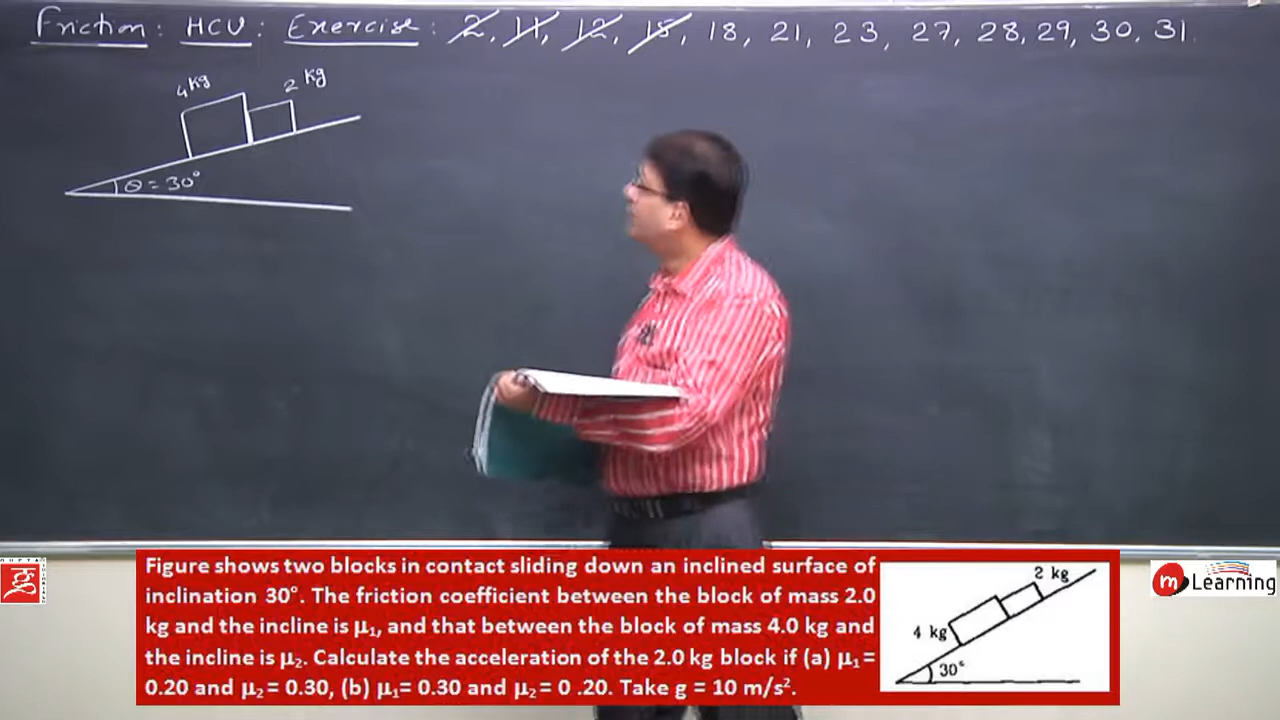 Friction: HCV: Exercise: 2, 11, 12, 15, 18, 21, 23, 27, 28, 29, 30, 31
4 kg
2 kg
θ = 30°
Figure shows two blocks in contact sliding down an inclined surface of
inclination 30°. The friction coefficient between the block of mass 2.0
kg and the incline is μ₁, and that between the block of mass 4.0 kg and
the incline is μ₂. Calculate the acceleration of the 2.0 kg block if (a) μ₁ =
0.20 and μ₂ = 0.30, (b) μ₁ = 0.30 and μ₂ = 0 .20. Take g = 10 m/s².
2 kg
4 kg
30°
m Learning